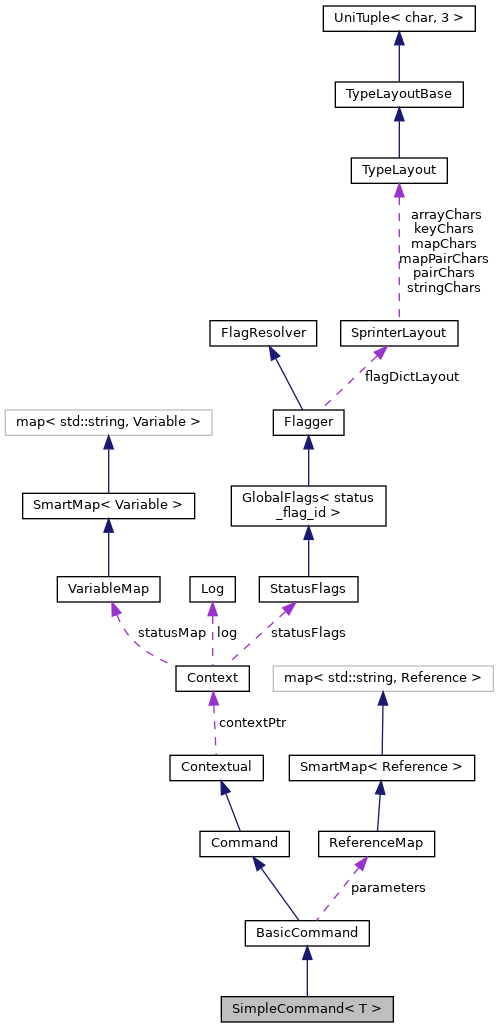 UniTuple< char, 3 >
TypeLayoutBase
TypeLayout
arrayChars
keyChars
mapChars
mapPairChars
pairChars
stringChars
FlagResolver
SprinterLayout
flagDictLayout
map< std::string, Variable >
Flagger
SmartMap< Variable >
GlobalFlags< status
_flag_id >
VariableMap
Log
StatusFlags
statusMap
log
statusFlags
Context
map< std::string, Reference >
contextPtr
Contextual
SmartMap< Reference >
Command
ReferenceMap
parameters
BasicCommand
SimpleCommand< T >